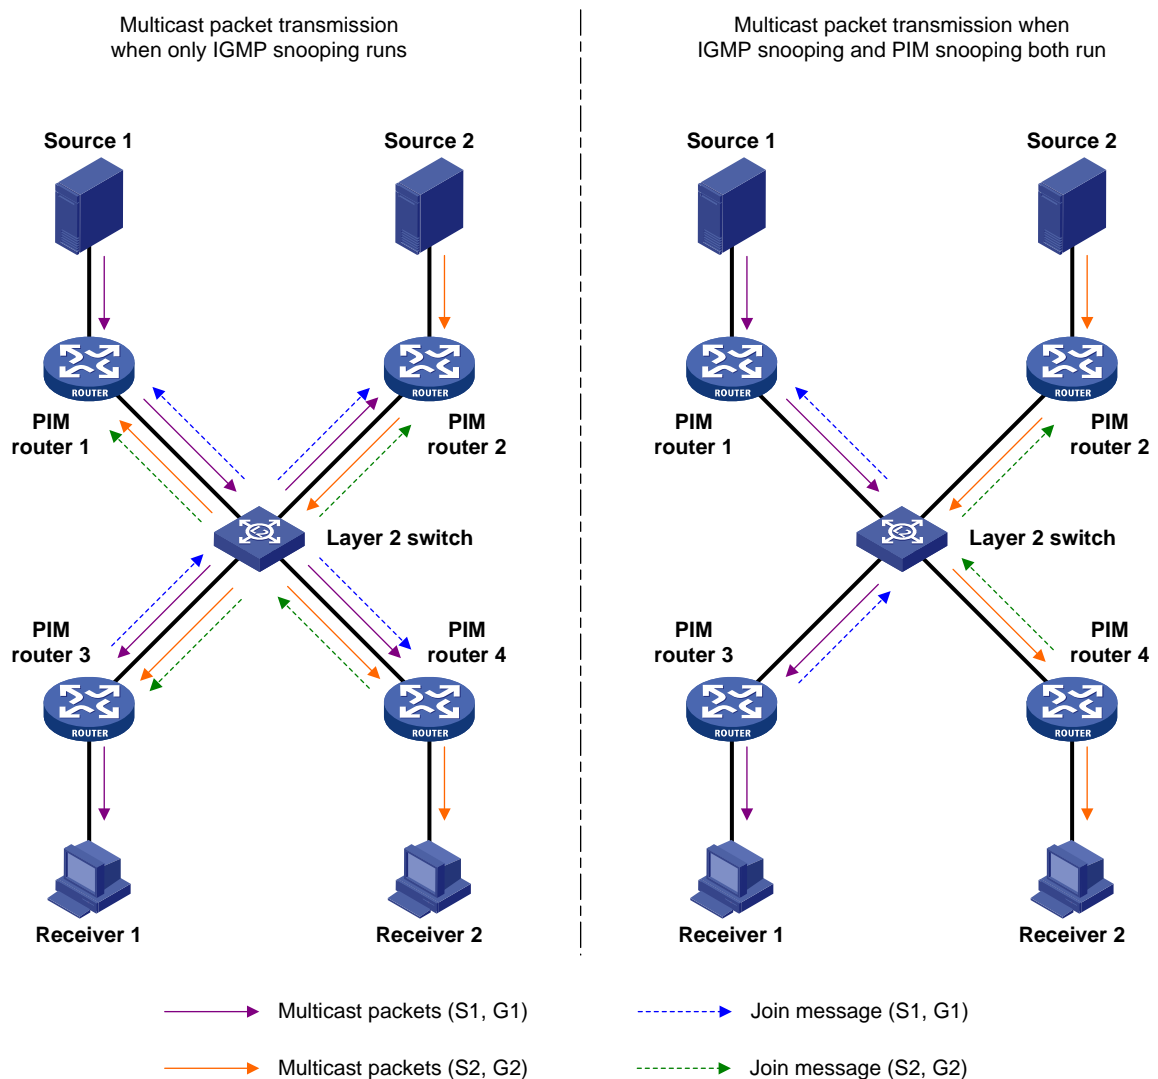 Multicast packet transmission
when only IGMP snooping runs
Multicast packet transmission when
IGMP snooping and PIM snooping both run
Source 1
Source 2
Source 1
Source 2
ROUTER
ROUTER
ROUTER
ROUTER
PIM
router 1
PIM
router 2
PIM
router 1
PIM
router 2
Layer 2 switch
Layer 2 switch
PIM
router 3
PIM
router 4
PIM
router 3
PIM
router 4
ROUTER
ROUTER
ROUTER
ROUTER
Receiver 1
Receiver 2
Receiver 1
Receiver 2
Multicast packets (S1, G1)
Join message (S1, G1)
Multicast packets (S2, G2)
Join message (S2, G2)